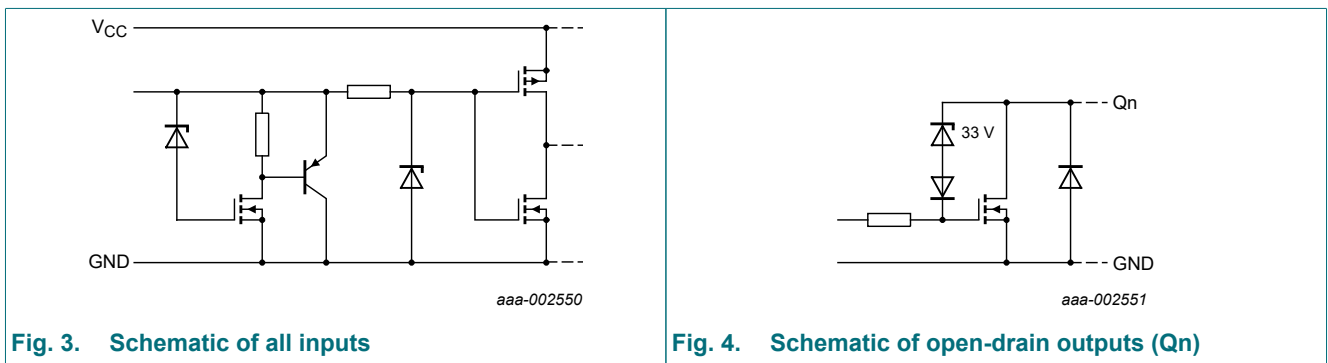 VCC
GND
aaa-002550
Fig. 3. Schematic of all inputs
Qn
33 V
GND
aaa-002551
Fig. 4. Schematic of open-drain outputs (Qn)